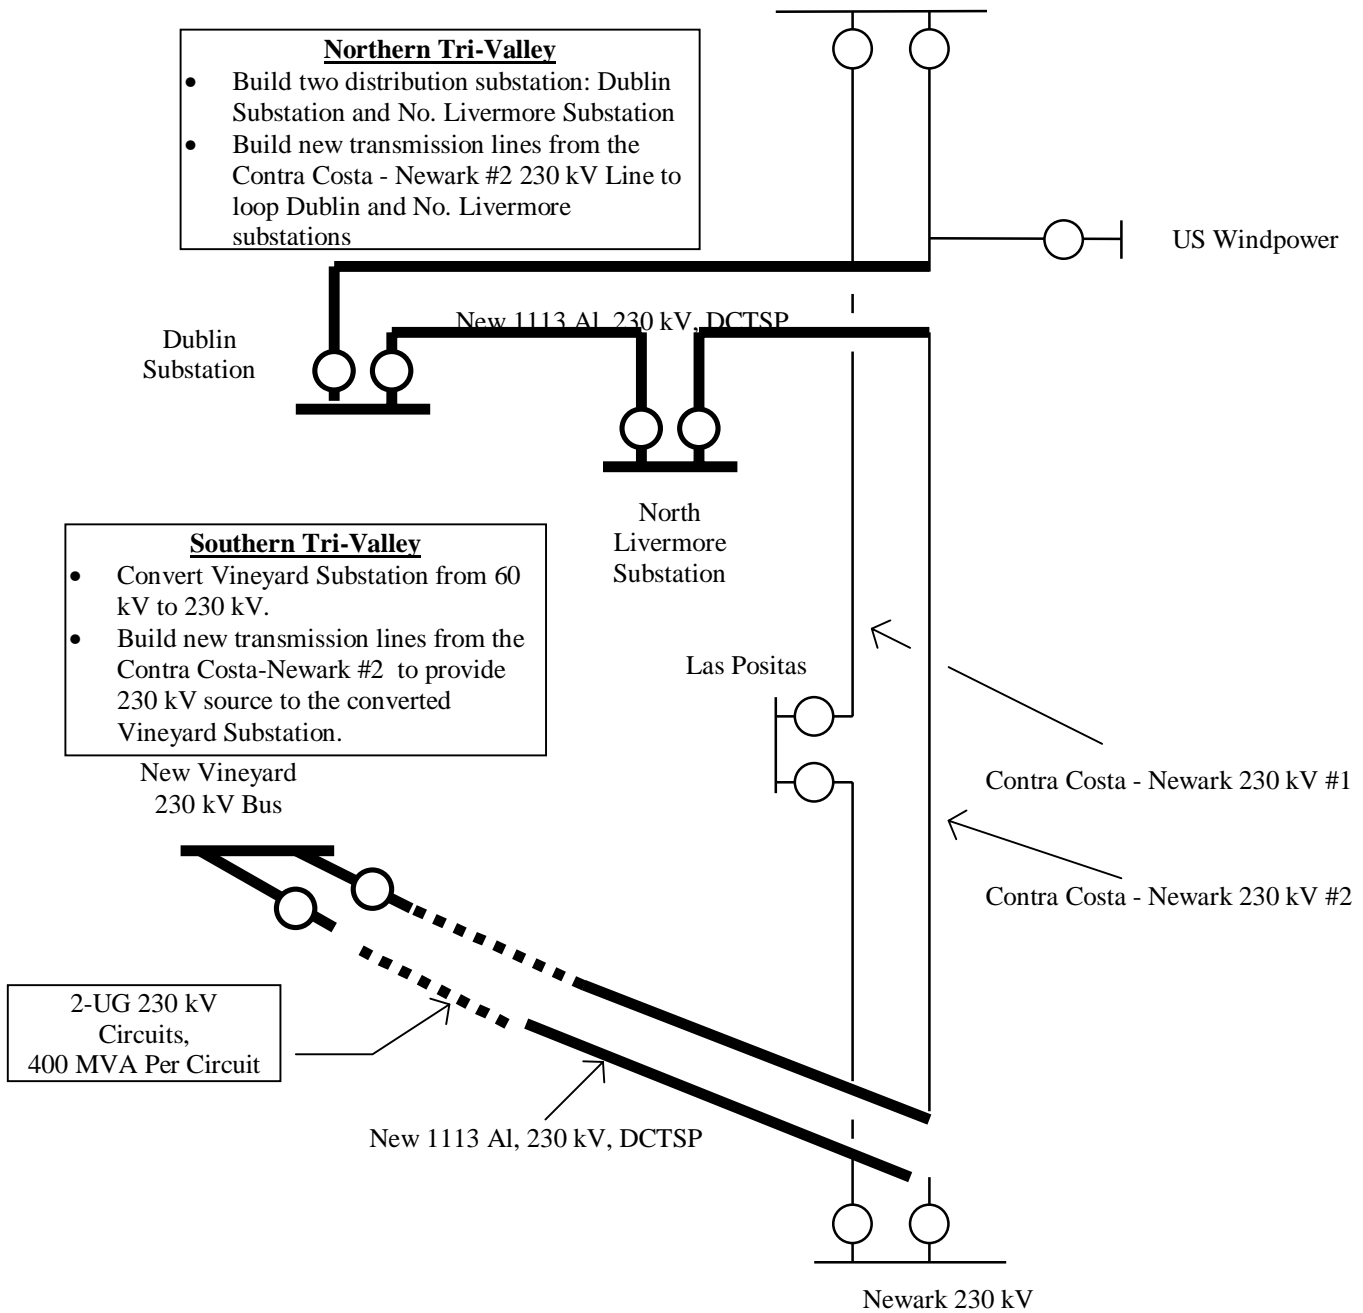 Northern Tri-Valley
• Build two distribution substation: Dublin
Substation and No. Livermore Substation
• Build new transmission lines from the
Contra Costa - Newark #2 230 kV Line to
loop Dublin and No. Livermore
substations
US Windpower
New 1113 Al, 230 kV, DCTSP
Dublin
Substation
North
Livermore
Substation
Southern Tri-Valley
• Convert Vineyard Substation from 60
kV to 230 kV.
• Build new transmission lines from the
Contra Costa-Newark #2 to provide
230 kV source to the converted
Vineyard Substation.
Las Positas
New Vineyard
230 kV Bus
Contra Costa - Newark 230 kV #1
Contra Costa - Newark 230 kV #2
2-UG 230 kV
Circuits,
400 MVA Per Circuit
New 1113 Al, 230 kV, DCTSP
Newark 230 kV